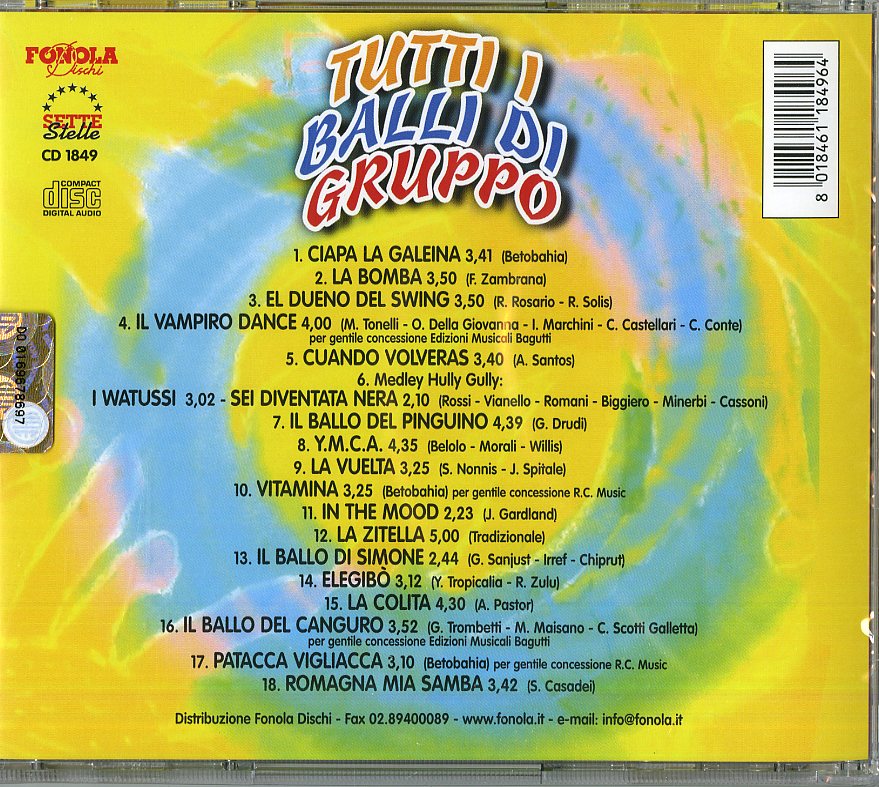 FONOLA
Dischi
SETTE
Stelle
CD 1849
COMPACT
disc
DIGITAL AUDIO
TUTTI I
BALLI DI
GRUPPO
8 018461 184964
1. CIAPA LA GALEINA 3,41 (Betobahia)
2. LA BOMBA 3,50 (F. Zambrana)
3. EL DUENO DEL SWING 3,50 (R. Rosario - R. Solis)
4. IL VAMPIRO DANCE 4,00 (M. Tonelli - O. Della Giovanna - I. Marchini - C. Castellari - C. Conte)
per gentile concessione Edizioni Musicali Bagutti
5. CUANDO VOLVERAS 3,40 (A. Santos)
6. Medley Hully Gully:
I WATUSSI 3,02 - SEI DIVENTATA NERA 2,10 (Rossi - Vianello - Romani - Biggiero - Minerbi - Cassoni)
7. IL BALLO DEL PINGUINO 4,39 (G. Drudi)
8. Y.M.C.A. 4,35 (Belolo - Morali - Willis)
9. LA VUELTA 3,25 (S. Nonnis - J. Spitale)
10. VITAMINA 3,25 (Betobahia) per gentile concessione R.C. Music
11. IN THE MOOD 2,23 (J. Gardland)
12. LA ZITELLA 5,00 (Tradizionale)
13. IL BALLO DI SIMONE 2,44 (G. Sanjust - Irref - Chiprut)
14. ELEGIBÒ 3,12 (Y. Tropicalia - R. Zulu)
15. LA COLITA 4,30 (A. Pastor)
16. IL BALLO DEL CANGURO 3,52 (G. Trombetti - M. Maisano - C. Scotti Galletta)
per gentile concessione Edizioni Musicali Bagutti
17. PATACCA VIGLIACCA 3,10 (Betobahia) per gentile concessione R.C. Music
18. ROMAGNA MIA SAMBA 3,42 (S. Casadei)
Distribuzione Fonola Dischi - Fax 02.89400089 - www.fonola.it - e-mail: info@fonola.it